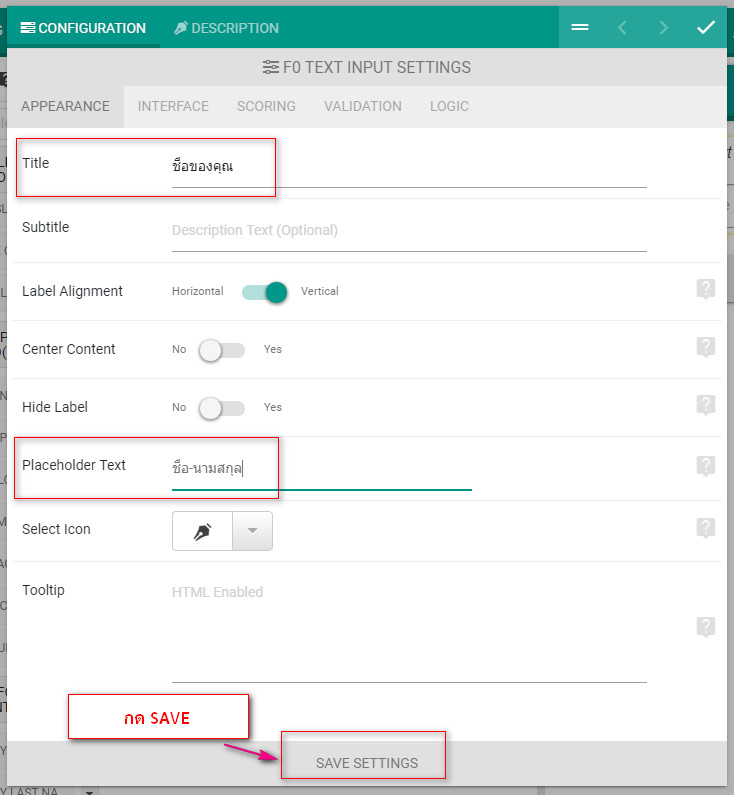 CONFIGURATION DESCRIPTION
F0 TEXT INPUT SETTINGS
APPEARANCE INTERFACE SCORING VALIDATION LOGIC
Title ชื่อของคุณ
Subtitle Description Text (Optional)
Label Alignment Horizontal Vertical
Center Content No Yes
Hide Label No Yes
Placeholder Text ชื่อ-นามสกุล
Select Icon
Tooltip HTML Enabled
กด SAVE
SAVE SETTINGS
Y LAST NA